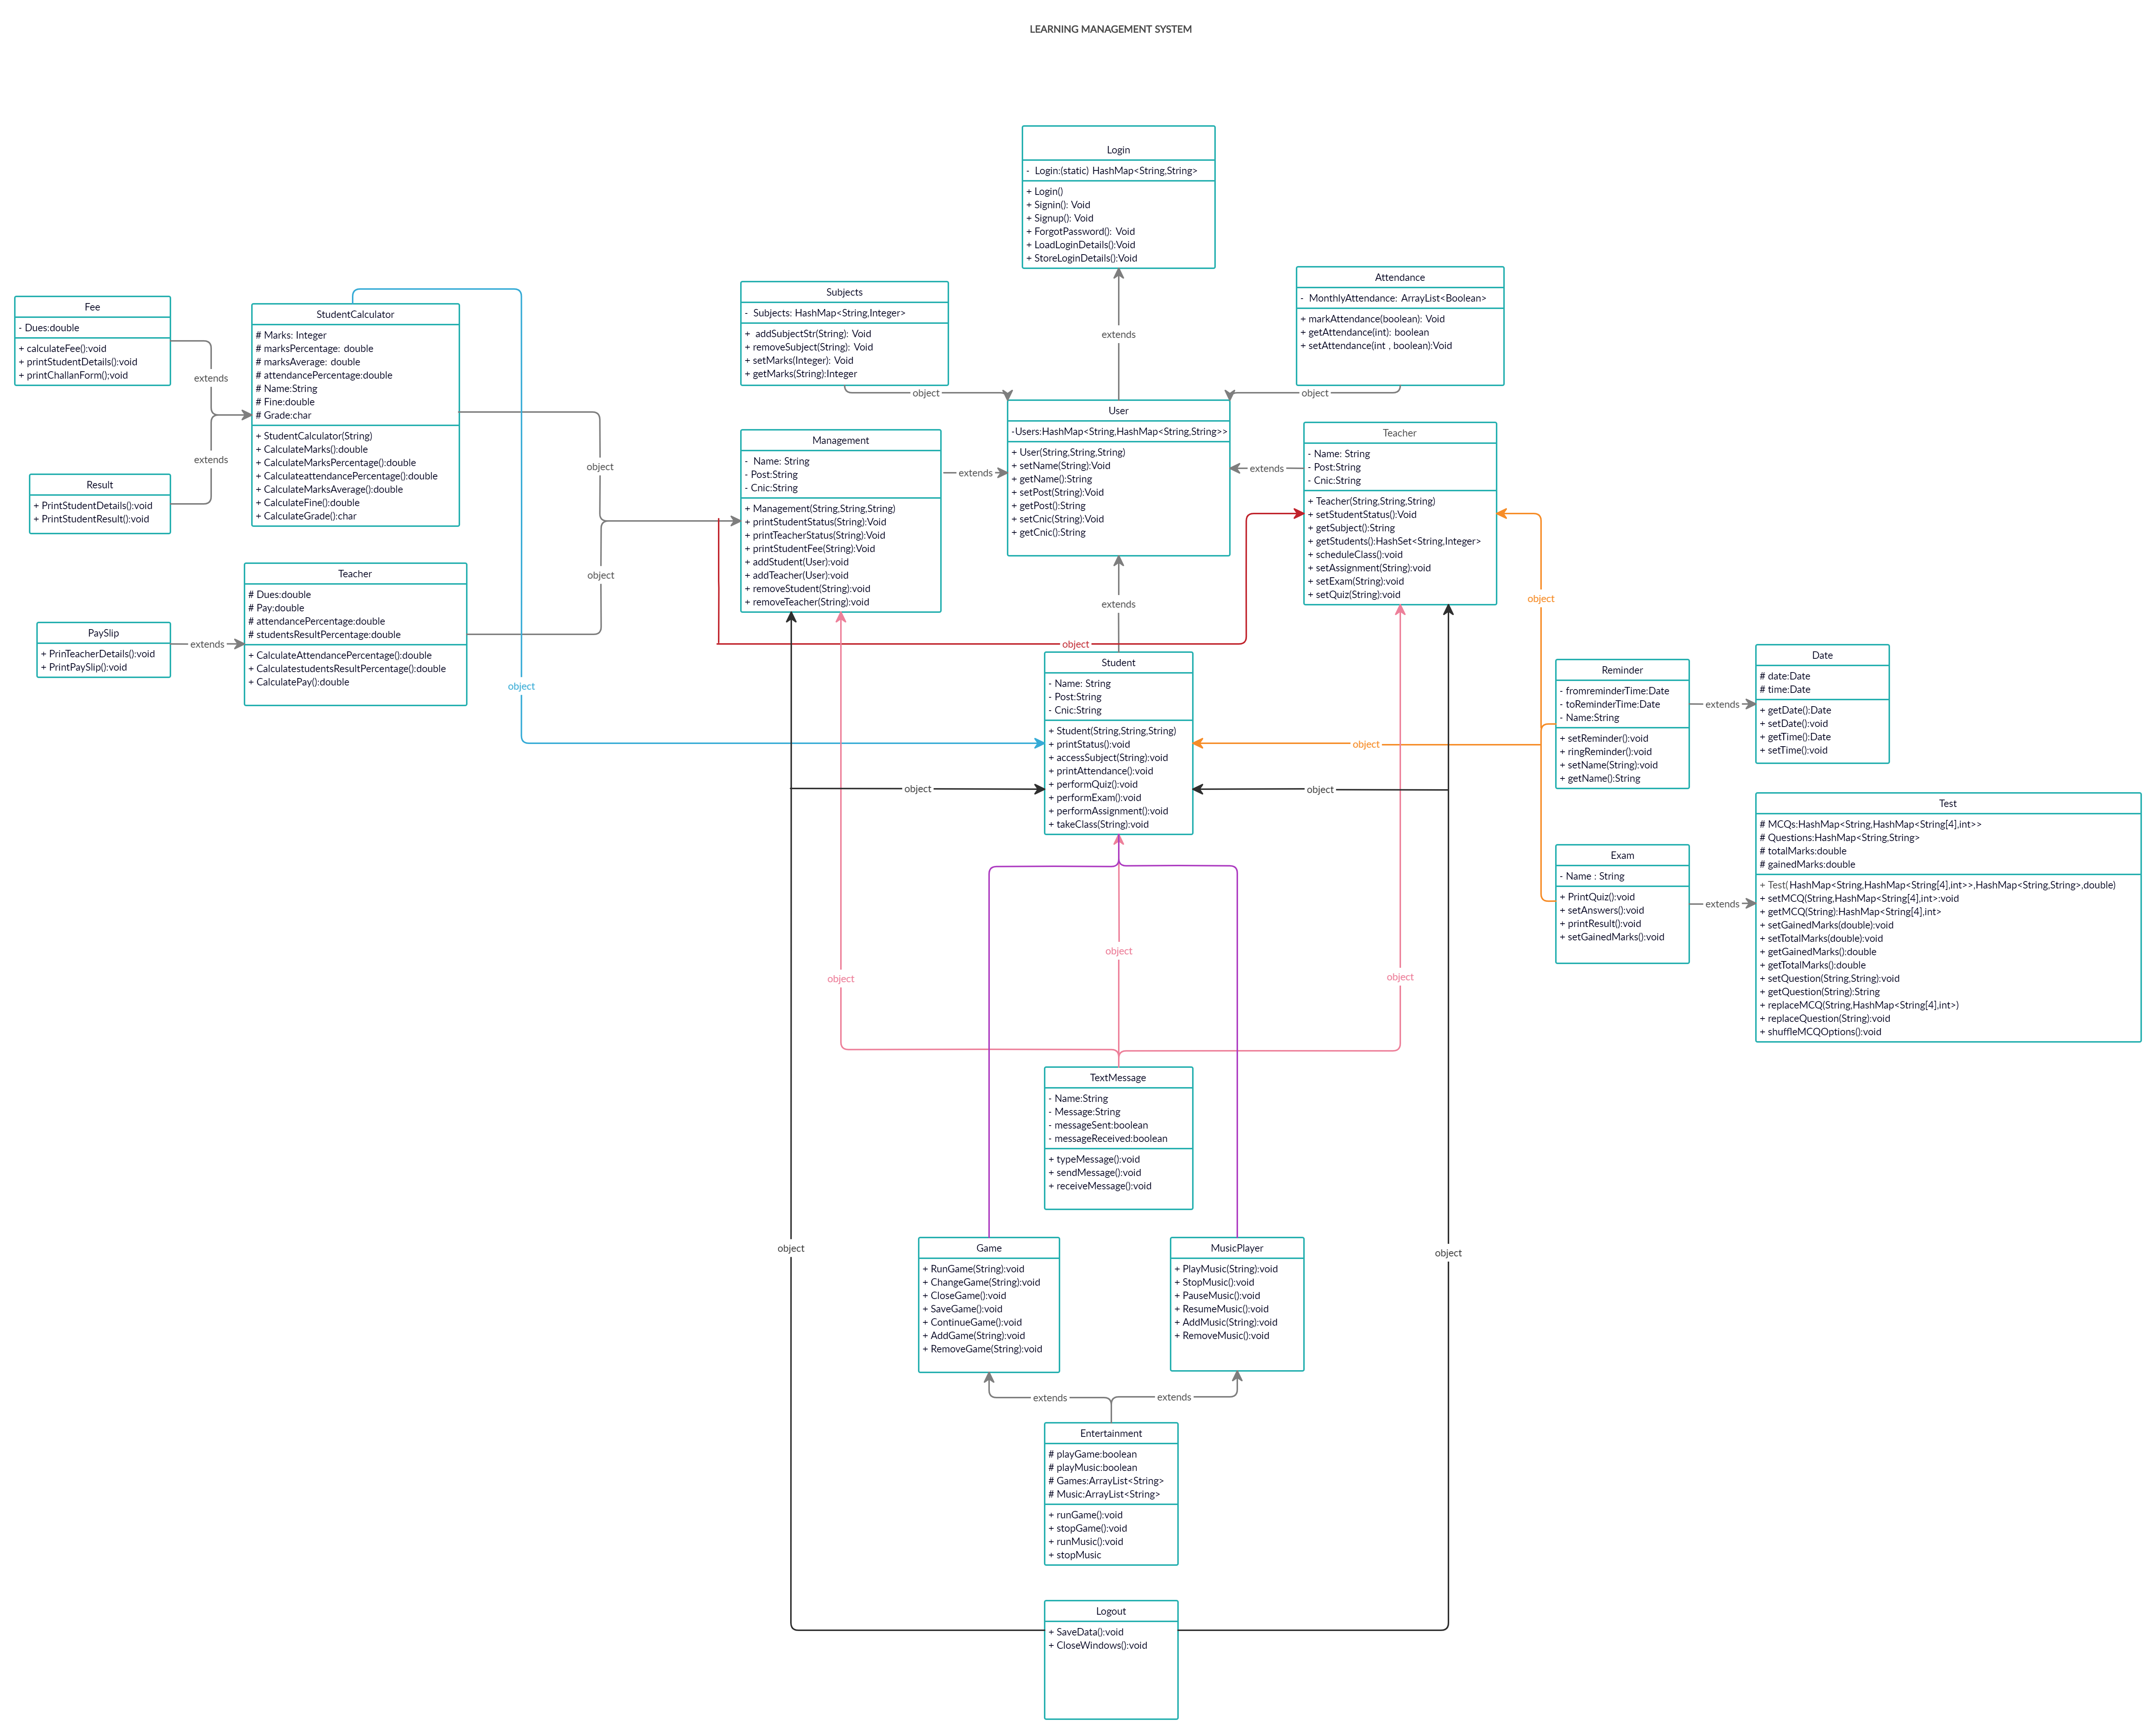 LEARNING MANAGEMENT SYSTEM
Login
- Login:(static) HashMap<String,String>
+ Login()
+ Signin(): Void
+ Signup(): Void
+ ForgotPassword(): Void
+ LoadLoginDetails():Void
+ StoreLoginDetails():Void
extends
Subjects
- Subjects: HashMap<String,Integer>
+ addSubjectStr(String): Void
+ removeSubject(String): Void
+ setMarks(Integer): Void
+ getMarks(String):Integer
object
Attendance
- MonthlyAttendance: ArrayList<Boolean>
+ markAttendance(boolean): Void
+ getAttendance(int): boolean
+ setAttendance(int , boolean):Void
object
Fee
- Dues:double
+ calculateFee():void
+ printStudentDetails():void
+ printChallanForm();void
extends
StudentCalculator
# Marks: Integer
# marksPercentage: double
# marksAverage: double
# attendancePercentage:double
# Name:String
# Fine:double
# Grade:char
+ StudentCalculator(String)
+ CalculateMarks():double
+ CalculateMarksPercentage():double
+ CalculateattendancePercentage():double
+ CalculateMarksAverage():double
+ CalculateFine():double
+ CalculateGrade():char
extends
Result
+ PrintStudentDetails():void
+ PrintStudentResult():void
object
Management
- Name: String
- Post:String
- Cnic:String
+ Management(String,String,String)
+ printStudentStatus(String):Void
+ printTeacherStatus(String):Void
+ printStudentFee(String):Void
+ addStudent(User):void
+ addTeacher(User):void
+ removeStudent(String):void
+ removeTeacher(String):void
extends
User
-Users:HashMap<String,HashMap<String,String>>
+ User(String,String,String)
+ setName(String):Void
+ getName():String
+ setPost(String):Void
+ getPost():String
+ setCnic(String):Void
+ getCnic():String
extends
Teacher
- Name: String
- Post:String
- Cnic:String
+ Teacher(String,String,String)
+ setStudentStatus():Void
+ getSubject():String
+ getStudents():HashSet<String,Integer>
+ scheduleClass():void
+ setAssignment(String):void
+ setExam(String):void
+ setQuiz(String):void
Teacher
# Dues:double
# Pay:double
# attendancePercentage:double
# studentsResultPercentage:double
+ CalculateAttendancePercentage():double
+ CalculatestudentsResultPercentage():double
+ CalculatePay():double
object
PaySlip
+ PrinTeacherDetails():void
+ PrintPaySlip():void
extends
object
extends
object
object
Student
- Name: String
- Post:String
- Cnic:String
+ Student(String,String,String)
+ printStatus():void
+ accessSubject(String):void
+ printAttendance():void
+ performQuiz():void
+ performExam():void
+ performAssignment():void
+ takeClass(String):void
object
object
object
Reminder
- fromreminderTime:Date
- toReminderTime:Date
- Name:String
+ setReminder():void
+ ringReminder():void
+ setName(String):void
+ getName():String
extends
Date
# date:Date
# time:Date
+ getDate():Date
+ setDate():void
+ getTime():Date
+ setTime():void
Exam
- Name : String
+ PrintQuiz():void
+ setAnswers():void
+ printResult():void
+ setGainedMarks():void
extends
Test
# MCQs:HashMap<String,HashMap<String[4],int>>
# Questions:HashMap<String,String>
# totalMarks:double
# gainedMarks:double
+ Test(HashMap<String,HashMap<String[4],int>>,HashMap<String,String>,double)
+ setMCQ(String,HashMap<String[4],int>:void
+ getMCQ(String):HashMap<String[4],int>
+ setGainedMarks(double):void
+ setTotalMarks(double):void
+ getGainedMarks():double
+ getTotalMarks():double
+ setQuestion(String,String):void
+ getQuestion(String):String
+ replaceMCQ(String,HashMap<String[4],int>)
+ replaceQuestion(String):void
+ shuffleMCQOptions():void
object
object
object
TextMessage
- Name:String
- Message:String
- messageSent:boolean
- messageReceived:boolean
+ typeMessage():void
+ sendMessage():void
+ receiveMessage():void
object
object
Game
+ RunGame(String):void
+ ChangeGame(String):void
+ CloseGame():void
+ SaveGame():void
+ ContinueGame():void
+ AddGame(String):void
+ RemoveGame(String):void
MusicPlayer
+ PlayMusic(String):void
+ StopMusic():void
+ PauseMusic():void
+ ResumeMusic():void
+ AddMusic(String):void
+ RemoveMusic():void
extends
extends
Entertainment
# playGame:boolean
# playMusic:boolean
# Games:ArrayList<String>
# Music:ArrayList<String>
+ runGame():void
+ stopGame():void
+ runMusic():void
+ stopMusic
Logout
+ SaveData():void
+ CloseWindows():void